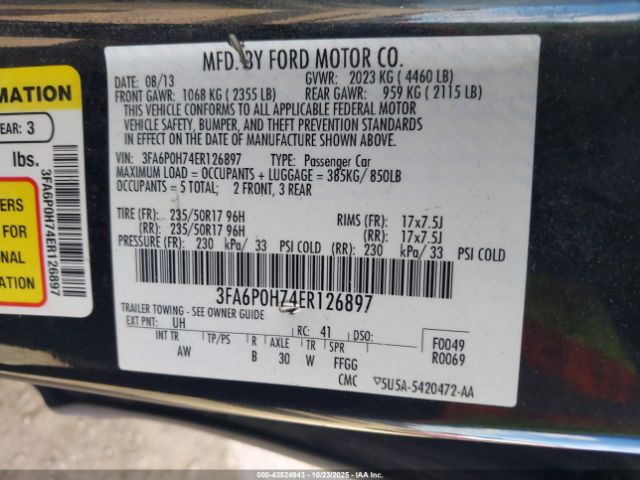 MFD. BY FORD MOTOR CO.
DATE: 08/13 GVWR: 2023 KG ( 4460 LB)
FRONT GAWR: 1068 KG ( 2355 LB) REAR GAWR: 959 KG ( 2115 LB)
THIS VEHICLE CONFORMS TO ALL APPLICABLE FEDERAL MOTOR
VEHICLE SAFETY, BUMPER, AND THEFT PREVENTION STANDARDS
IN EFFECT ON THE DATE OF MANUFACTURE SHOWN ABOVE.
VIN: 3FA6P0H74ER126897 TYPE: Passenger Car
MAXIMUM LOAD = OCCUPANTS + LUGGAGE = 385KG/ 850LB
OCCUPANTS = 5 TOTAL; 2 FRONT, 3 REAR
TIRE (FR): 235/50R17 96H RIMS (FR): 17x7.5J
(RR): 235/50R17 96H (RR): 17x7.5J
PRESSURE (FR): 230 kPa/ 33 PSI COLD (RR): 230 kPa/ 33 PSI COLD
3FA6P0H74ER126897
TRAILER TOWING - SEE OWNER GUIDE
EXT PNT: UH RC: 41 DSO: F0049
INT TR TP/PS R AXLE TR SPR R0069
AW B 30 W FFGG
CMC 5U5A-5420472-AA
MATION
EAR: 3
lbs.
ERS
FOR
NAL
ATION
3FA6P0H74ER126897
000-43524943 10/23/2025 Copart © IAA, Inc.